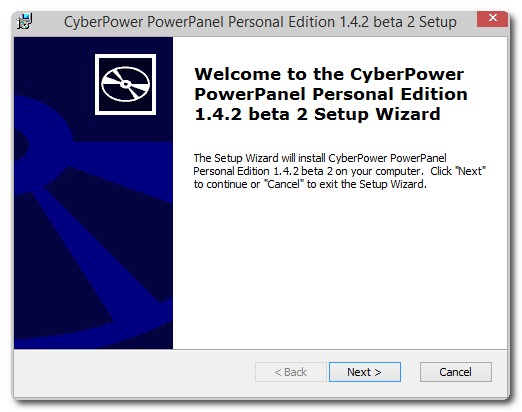 CyberPower PowerPanel Personal Edition 1.4.2 beta 2 Setup
Welcome to the CyberPower
PowerPanel Personal Edition
1.4.2 beta 2 Setup Wizard
The Setup Wizard will install CyberPower PowerPanel
Personal Edition 1.4.2 beta 2 on your computer.  Click "Next"
to continue or "Cancel" to exit the Setup Wizard.
< Back
Next >
Cancel